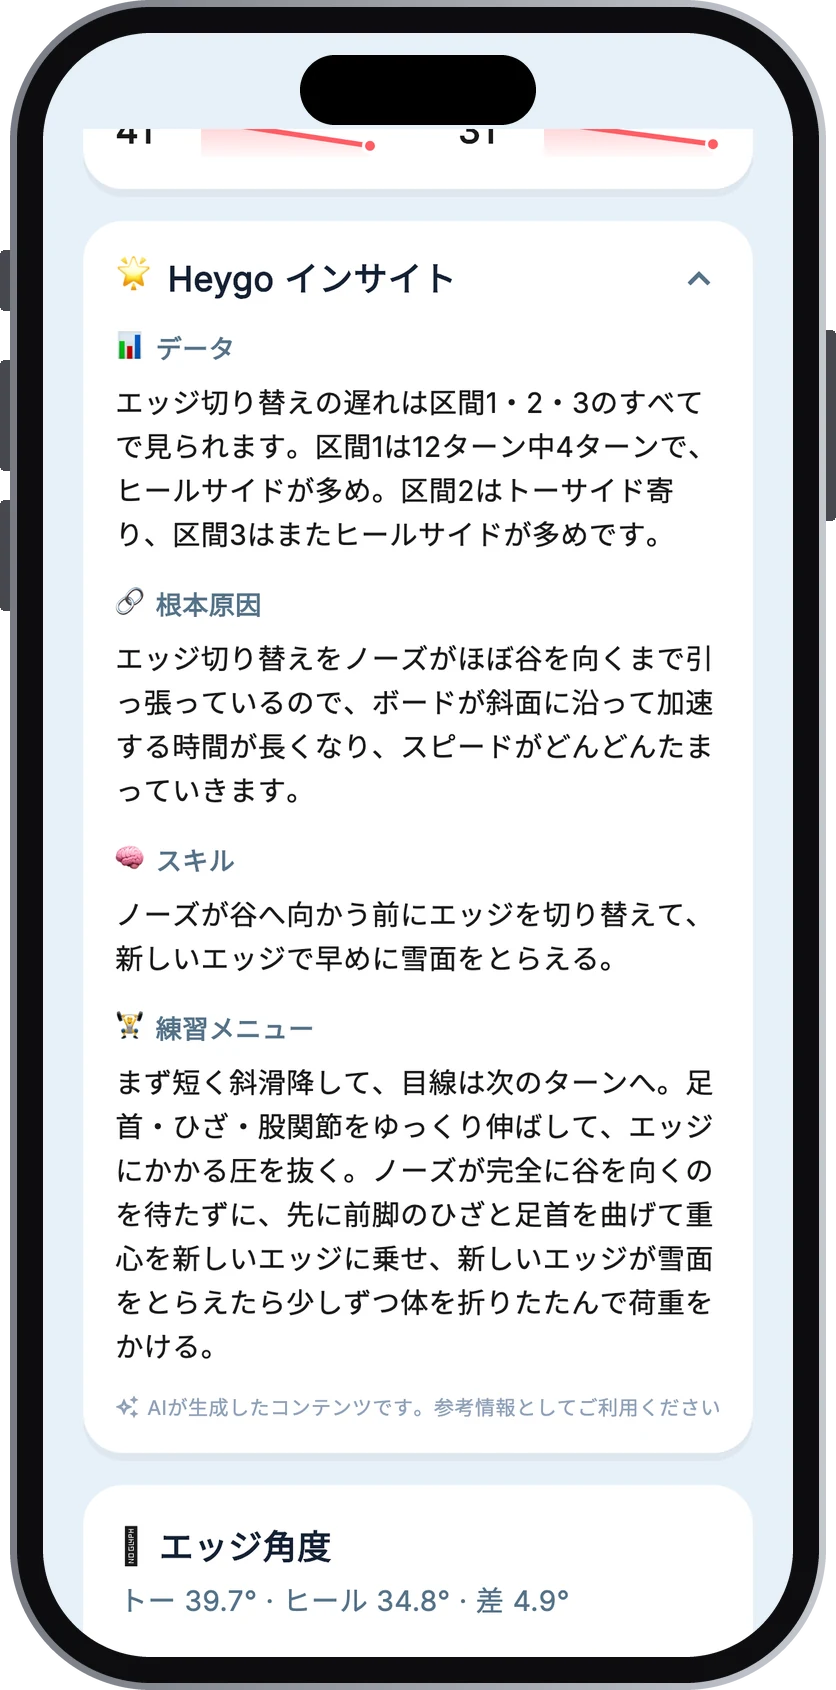 41
31
🌟 Heygo インサイト
📊 データ
エッジ切り替えの遅れは区間1・2・3のすべて
で見られます。区間1は12ターン中4ターンで、
ヒールサイドが多め。区間2はトーサイド寄
り、区間3はまたヒールサイドが多めです。
🔗 根本原因
エッジ切り替えをノーズがほぼ谷を向くまで引
っ張っているので、ボードが斜面に沿って加速
する時間が長くなり、スピードがどんどんたま
っていきます。
🧠 スキル
ノーズが谷へ向かう前にエッジを切り替えて、
新しいエッジで早めに雪面をとらえる。
🏋️ 練習メニュー
まず短く斜滑降して、目線は次のターンへ。足
首・ひざ・股関節をゆっくり伸ばして、エッジ
にかかる圧を抜く。ノーズが完全に谷を向くの
を待たずに、先に前脚のひざと足首を曲げて重
心を新しいエッジに乗せ、新しいエッジが雪面
をとらえたら少しずつ体を折りたたんで荷重を
かける。
AIが生成したコンテンツです。参考情報としてご利用ください
NO GLYPH
エッジ角度
トー 39.7° · ヒール 34.8° · 差 4.9°